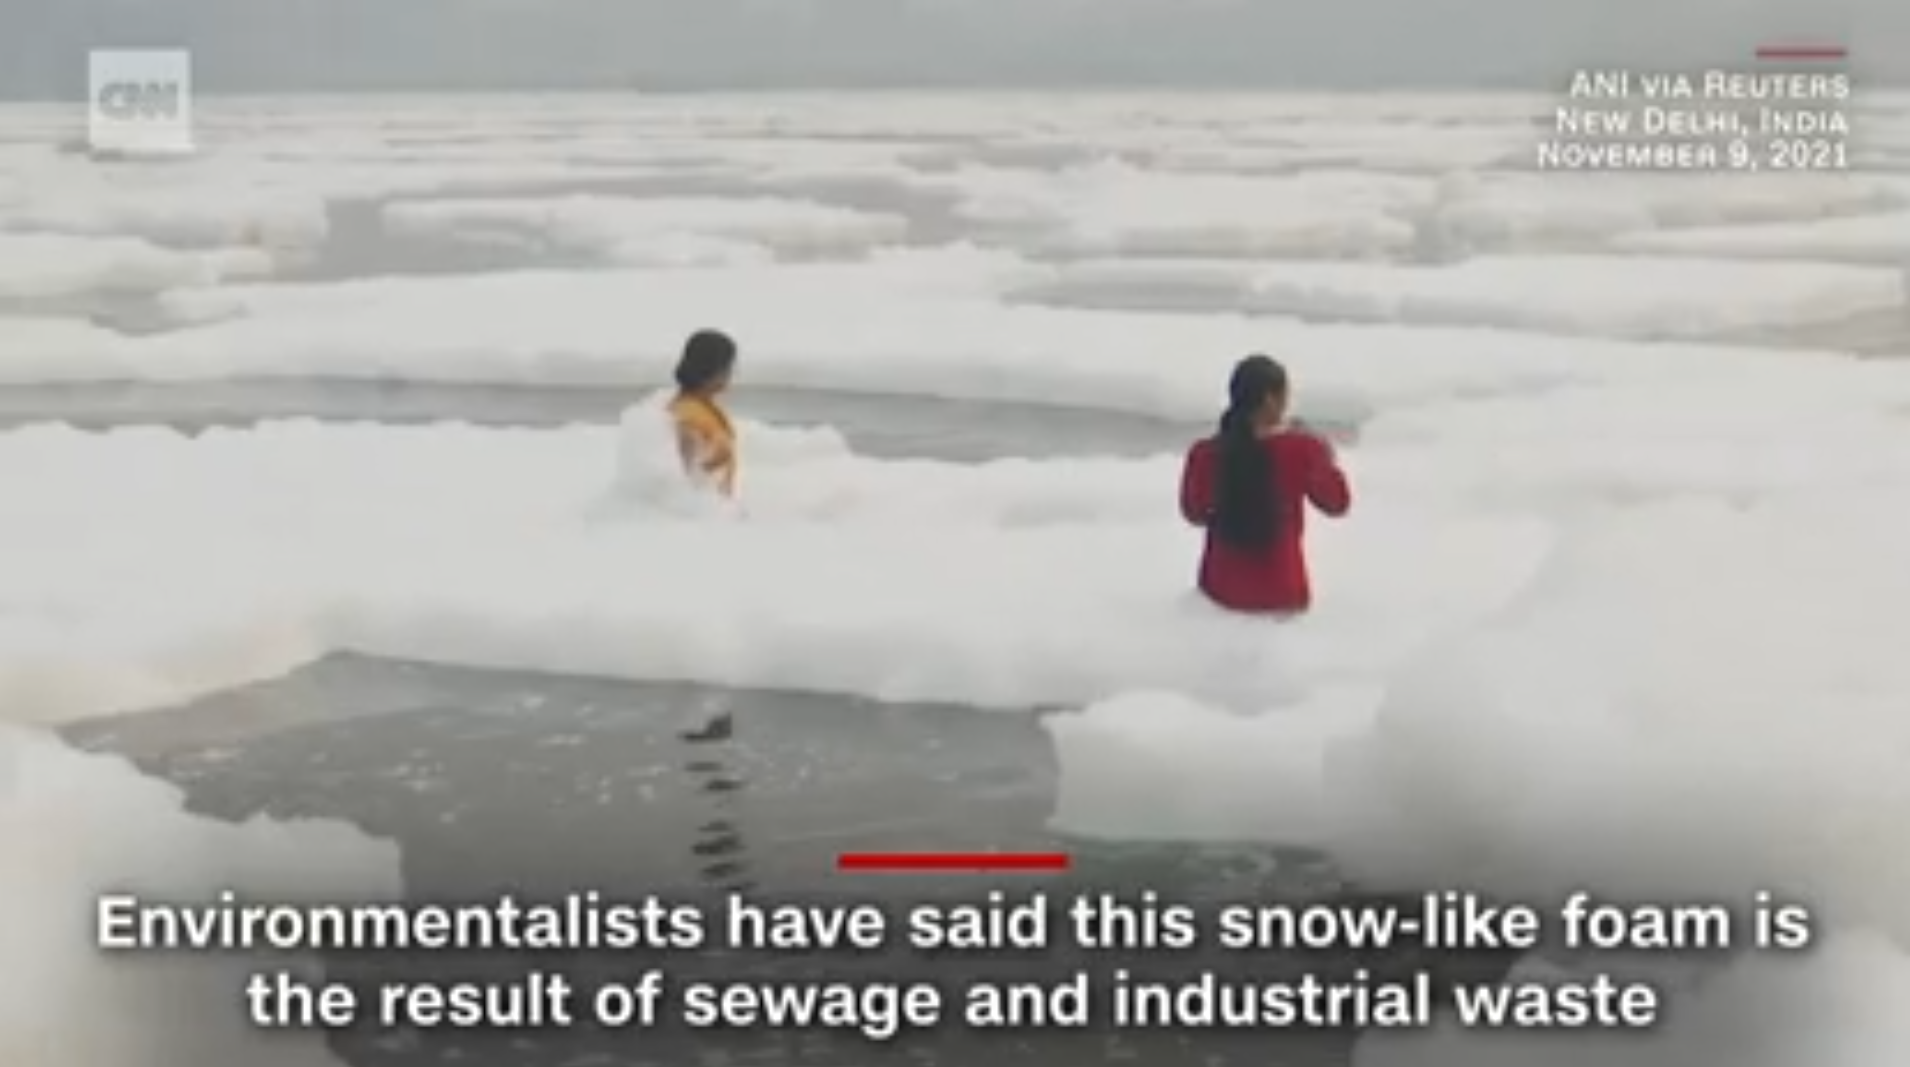 CNN
ANI VIA REUTERS
NEW DELHI, INDIA
NOVEMBER 9, 2021
Environmentalists have said this snow-like foam is
the result of sewage and industrial waste